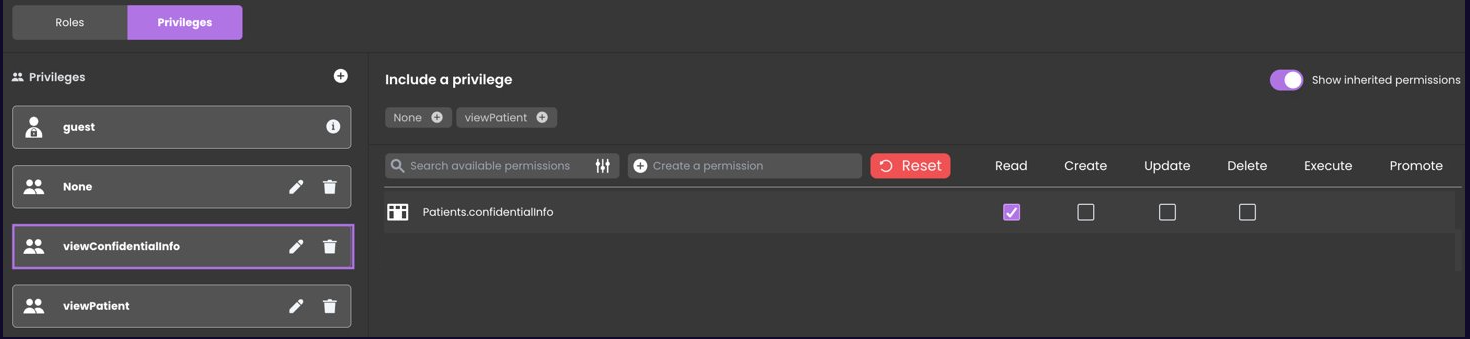 Roles Privileges
Privileges
guest
None
viewConfidentialInfo
viewPatient
Include a privilege
Show inherited permissions
None viewPatient
Search available permissions Create a permission Reset Read Create Update Delete Execute Promote
Patients.confidentialInfo